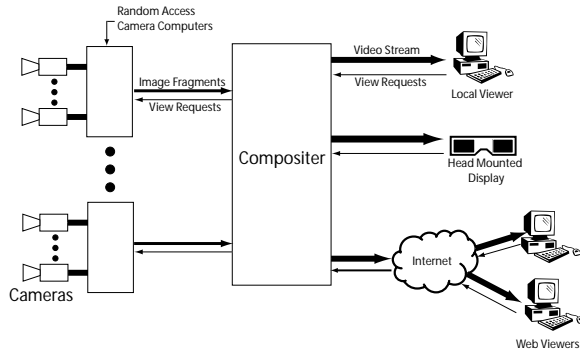 Random Access
Camera Computers
Image Fragments
View Requests
Video Stream
View Requests
Local Viewer
Compositer
Head Mounted
Display
Internet
Cameras
Web Viewers